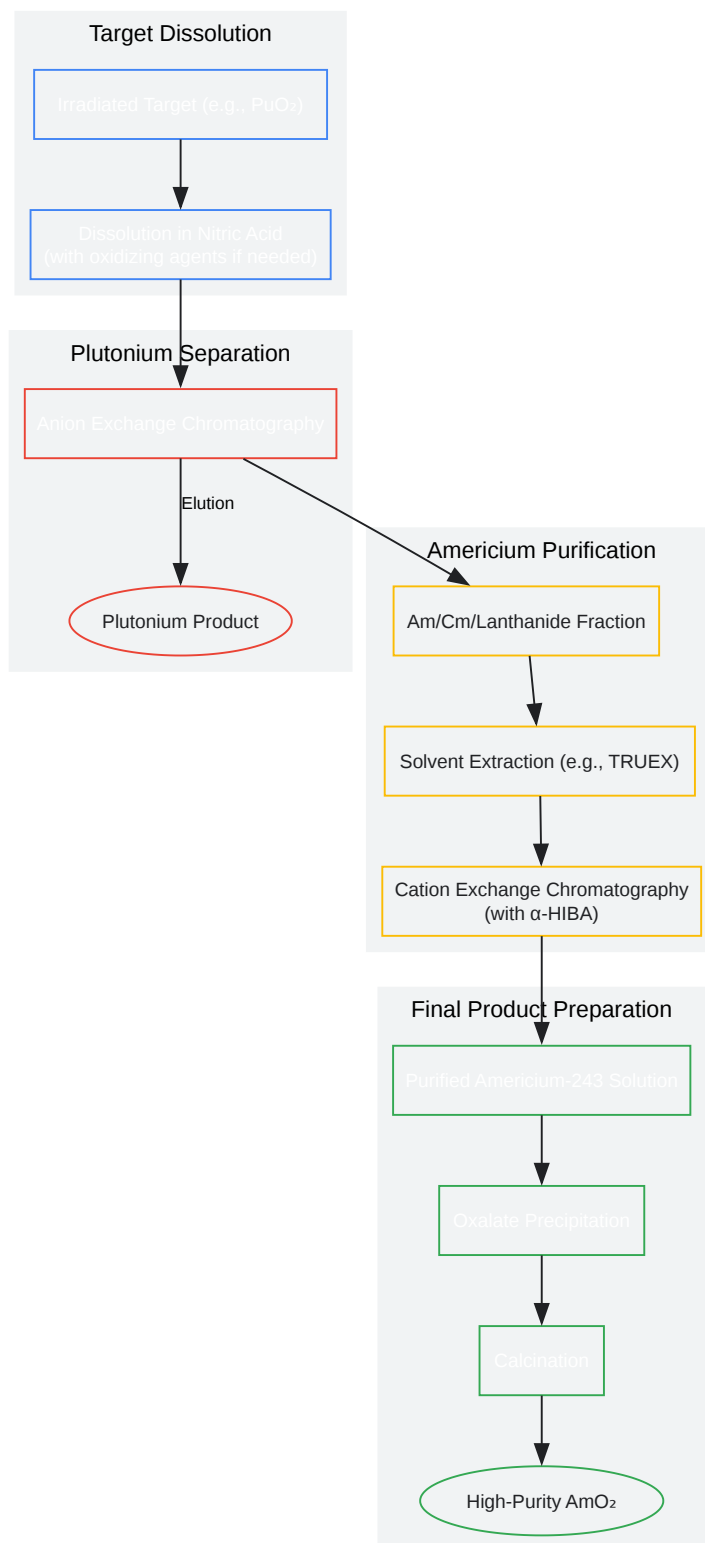 Target Dissolution
Irradiated Target (e.g., PuO₂)
Dissolution in Nitric Acid
(with oxidizing agents if needed)
Plutonium Separation
Anion Exchange Chromatography
Elution
Plutonium Product
Americium Purification
Am/Cm/Lanthanide Fraction
Solvent Extraction (e.g., TRUEX)
Cation Exchange Chromatography
(with α-HIBA)
Final Product Preparation
Purified Americium-243 Solution
Oxalate Precipitation
Calcination
High-Purity AmO₂